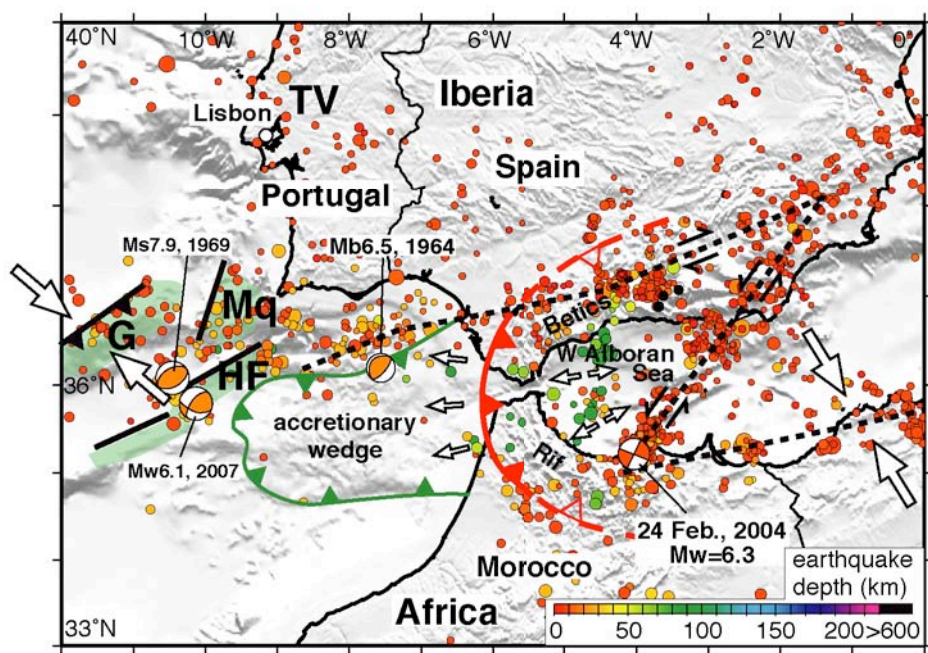 40°N 10°W 8°W 6°W 4°W 2°W 0°
TV
Iberia
Lisbon
Spain
Portugal
Ms7.9, 1969
Mb6.5, 1964
Mq
G
Betics
W Alboran
Sea
36°N
HF
accretionary
wedge
Rif
Mw6.1, 2007
24 Feb., 2004
Mw=6.3
Morocco
earthquake
depth (km)
Africa
33°N
0 50 100 150 200 >600